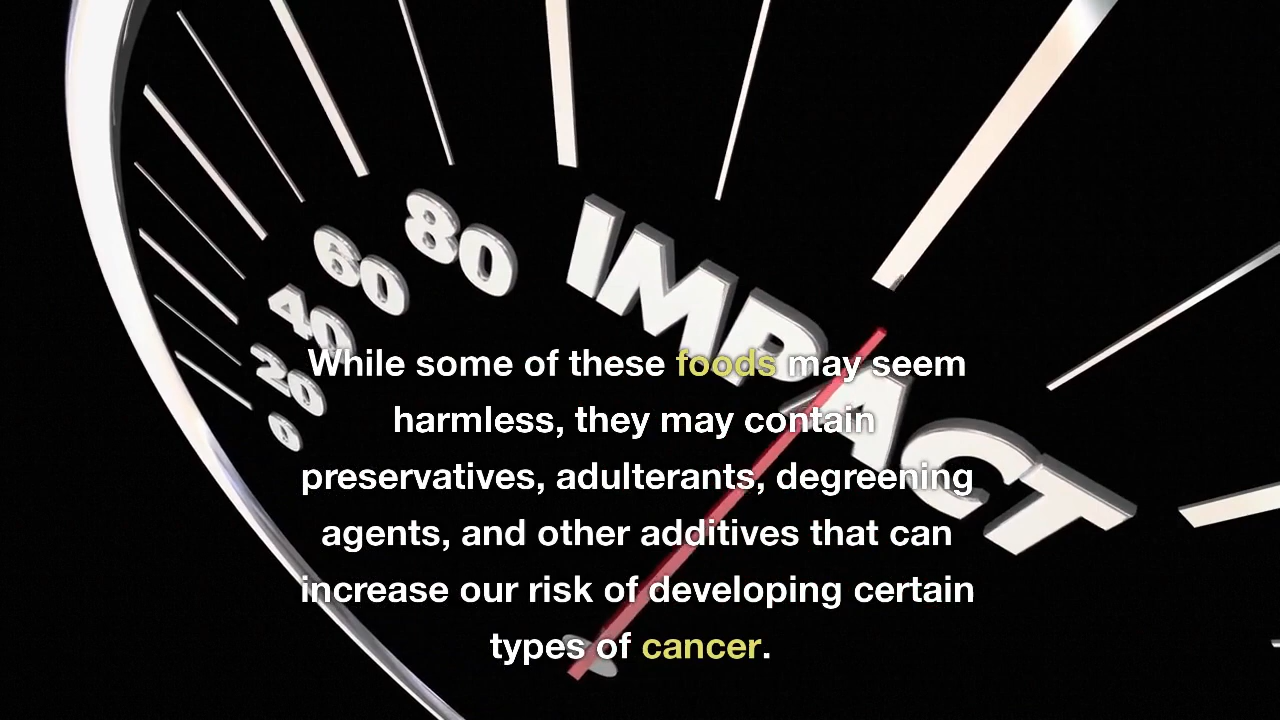 80
60
40
20
0
IMPACT
While some of these foods may seem
harmless, they may contain
preservatives, adulterants, degreening
agents, and other additives that can
increase our risk of developing certain
types of cancer.